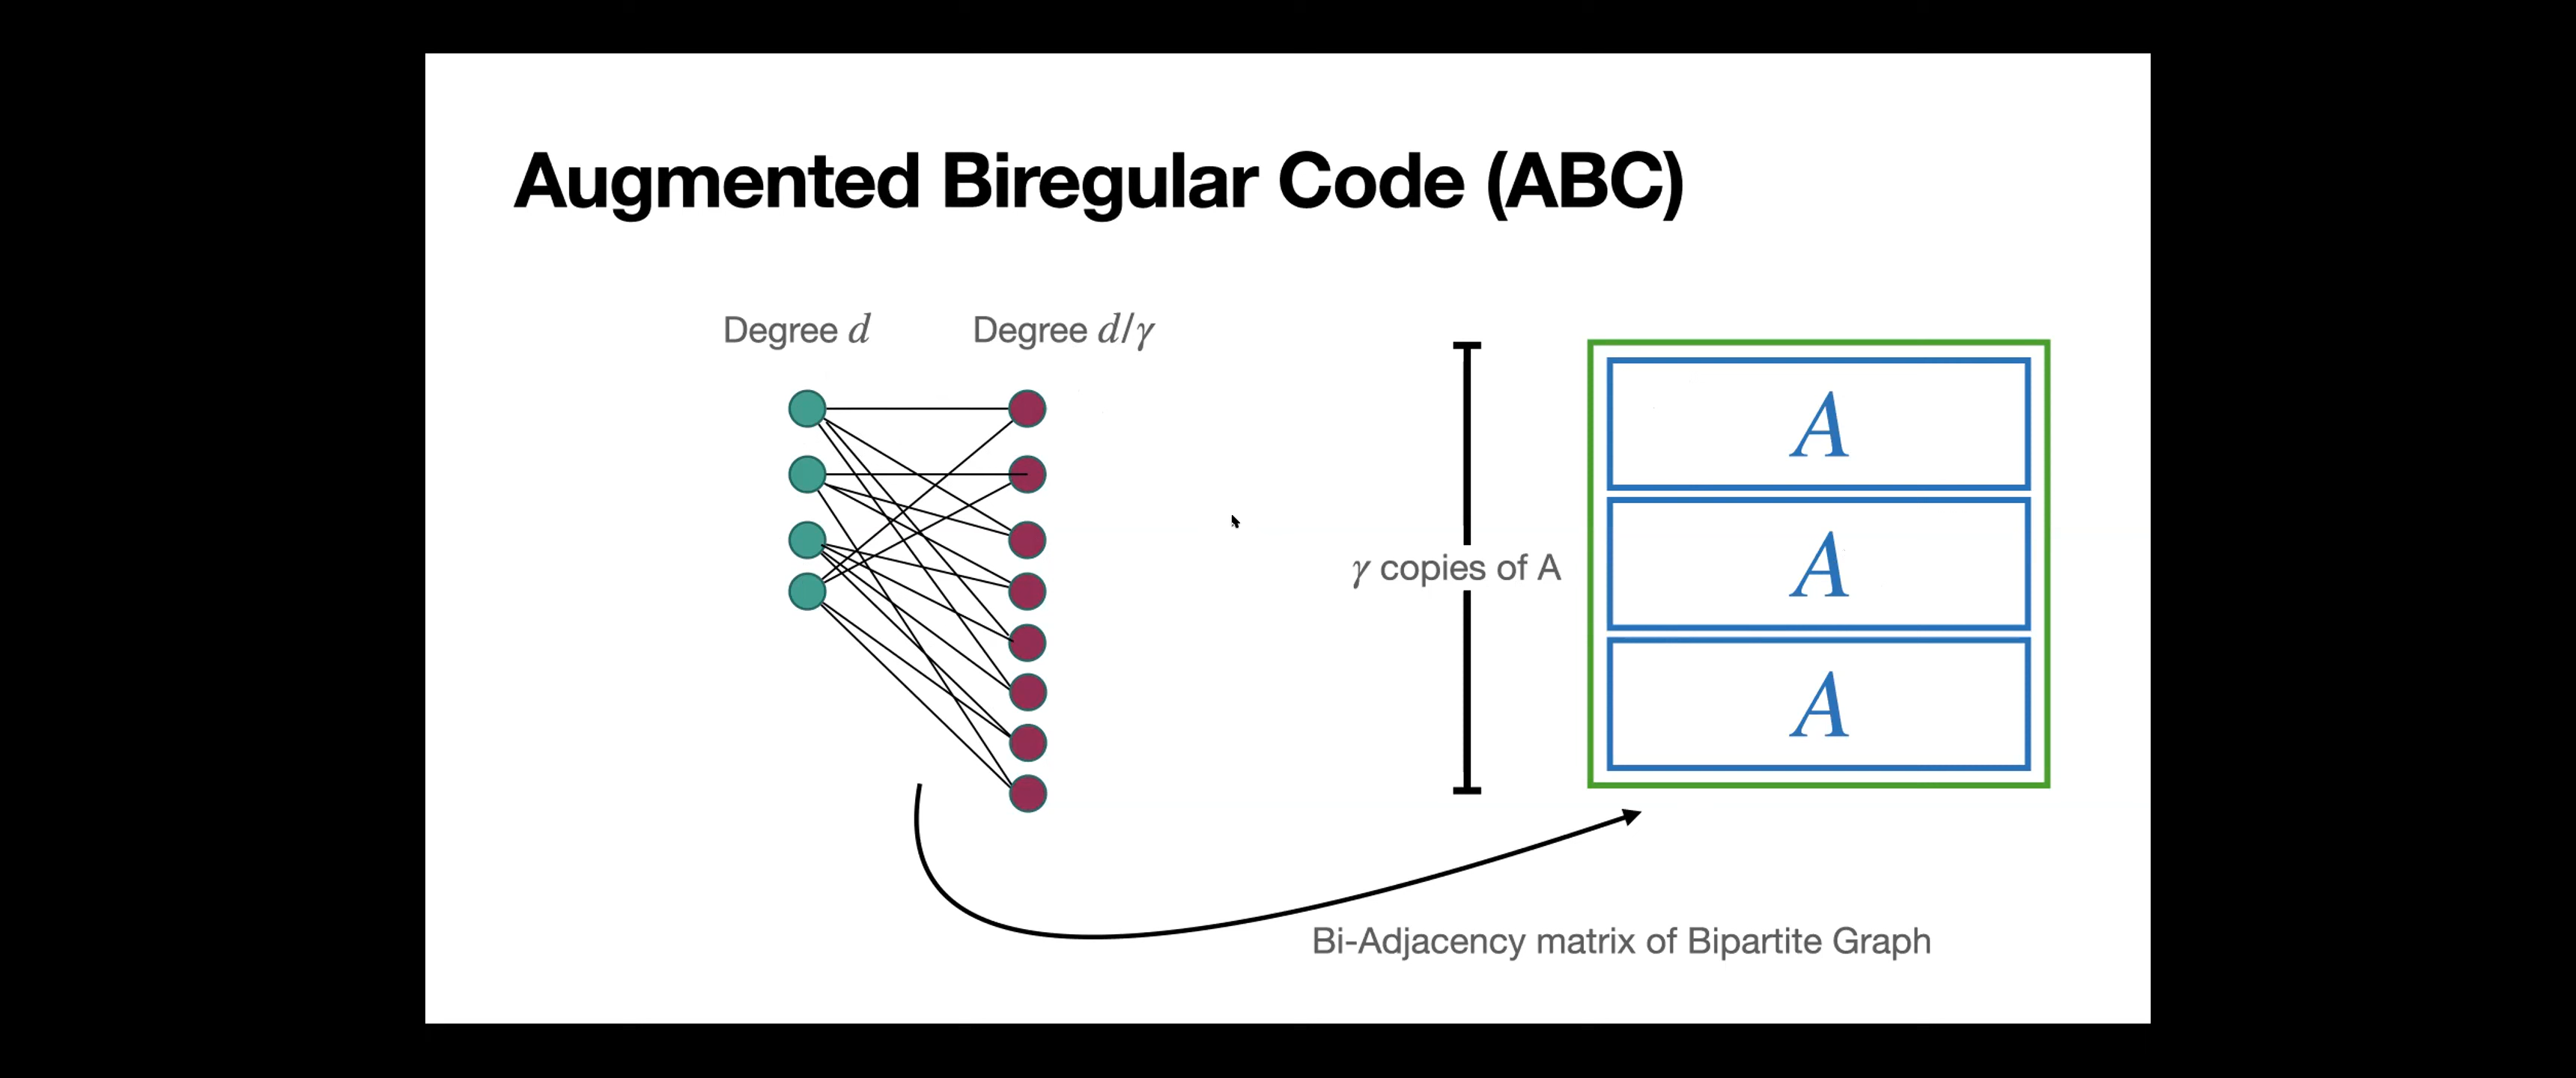 Augmented Biregular Code (ABC)
Degree d
Degree d/γ
A
γ copies of A
A
A
Bi-Adjacency matrix of Bipartite Graph